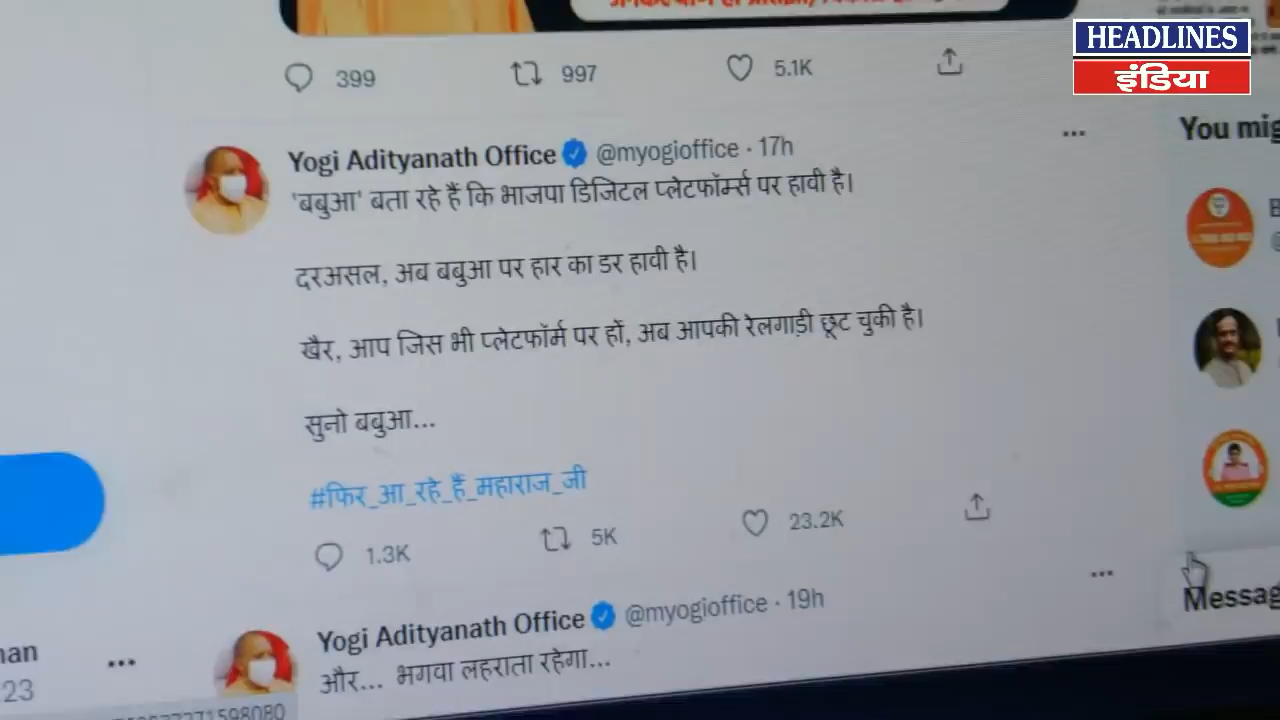 HEADLINES
इंडिया
399 997 5.1K
You mig
Yogi Adityanath Office @myogioffice · 17h
'बबुआ' बता रहे हैं कि भाजपा डिजिटल प्लेटफॉर्म्स पर हावी है।
दरअसल, अब बबुआ पर हार का डर हावी है।
खैर, आप जिस भी प्लेटफॉर्म पर हों, अब आपकी रेलगाड़ी छूट चुकी है।
सुनो बबुआ...
#फिर_आ_रहे_हैं_महाराज_जी
1.3K 5K 23.2K
Messag
Yogi Adityanath Office @myogioffice · 19h
और... भगवा लहराता रहेगा...
nan
23